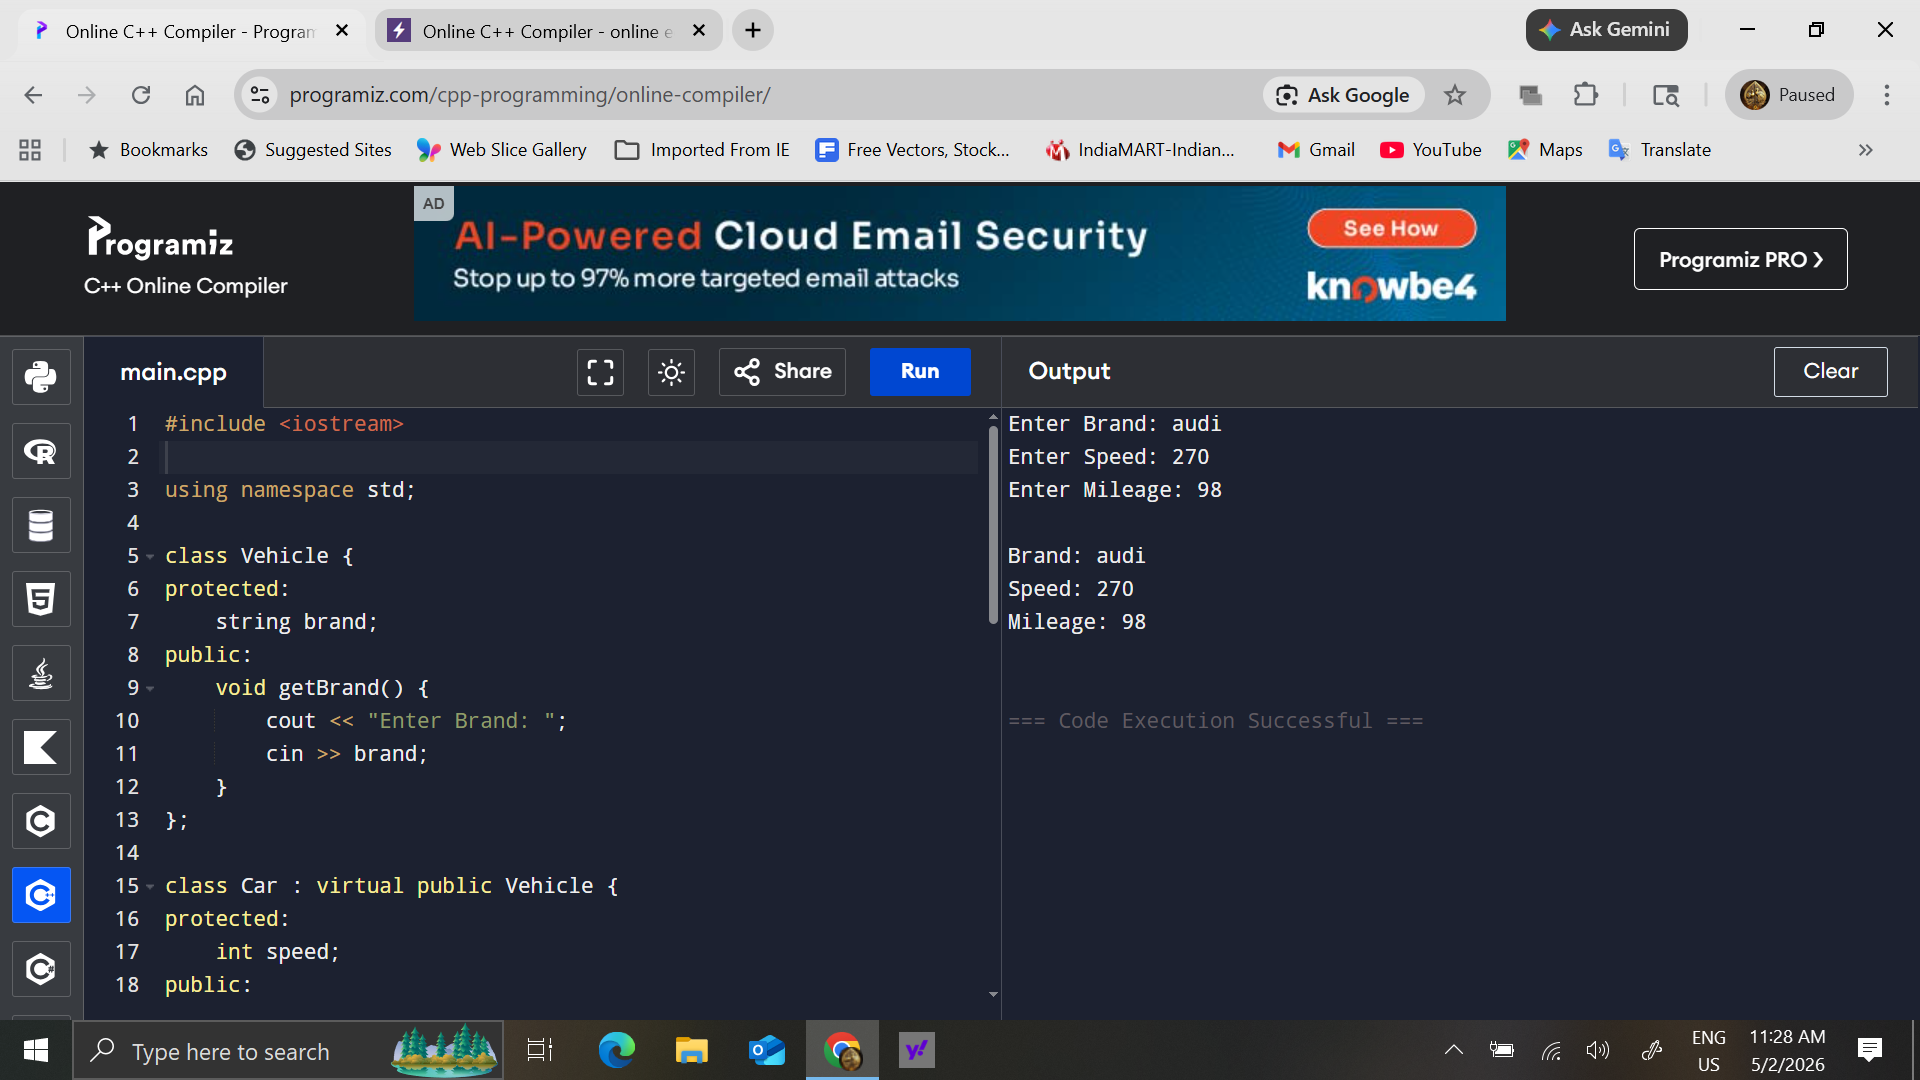 Online C++ Compiler - Program
Online C++ Compiler - online e
Ask Gemini
programiz.com/cpp-programming/online-compiler/
Ask Google
Paused
Bookmarks
Suggested Sites
Web Slice Gallery
Imported From IE
Free Vectors, Stock...
IndiaMART-Indian...
Gmail
YouTube
Maps
Translate
Programiz
C++ Online Compiler
AD
AI-Powered Cloud Email Security
Stop up to 97% more targeted email attacks
See How
knowbe4
Programiz PRO
main.cpp
Share
Run
Output
Clear
1 #include <iostream>
2
3 using namespace std;
4
5 class Vehicle {
6 protected:
7     string brand;
8 public:
9     void getBrand() {
10         cout << "Enter Brand: ";
11         cin >> brand;
12     }
13 };
14
15 class Car : virtual public Vehicle {
16 protected:
17     int speed;
18 public:
Enter Brand: audi
Enter Speed: 270
Enter Mileage: 98
Brand: audi
Speed: 270
Mileage: 98
=== Code Execution Successful ===
Type here to search
ENG
US
11:28 AM
5/2/2026